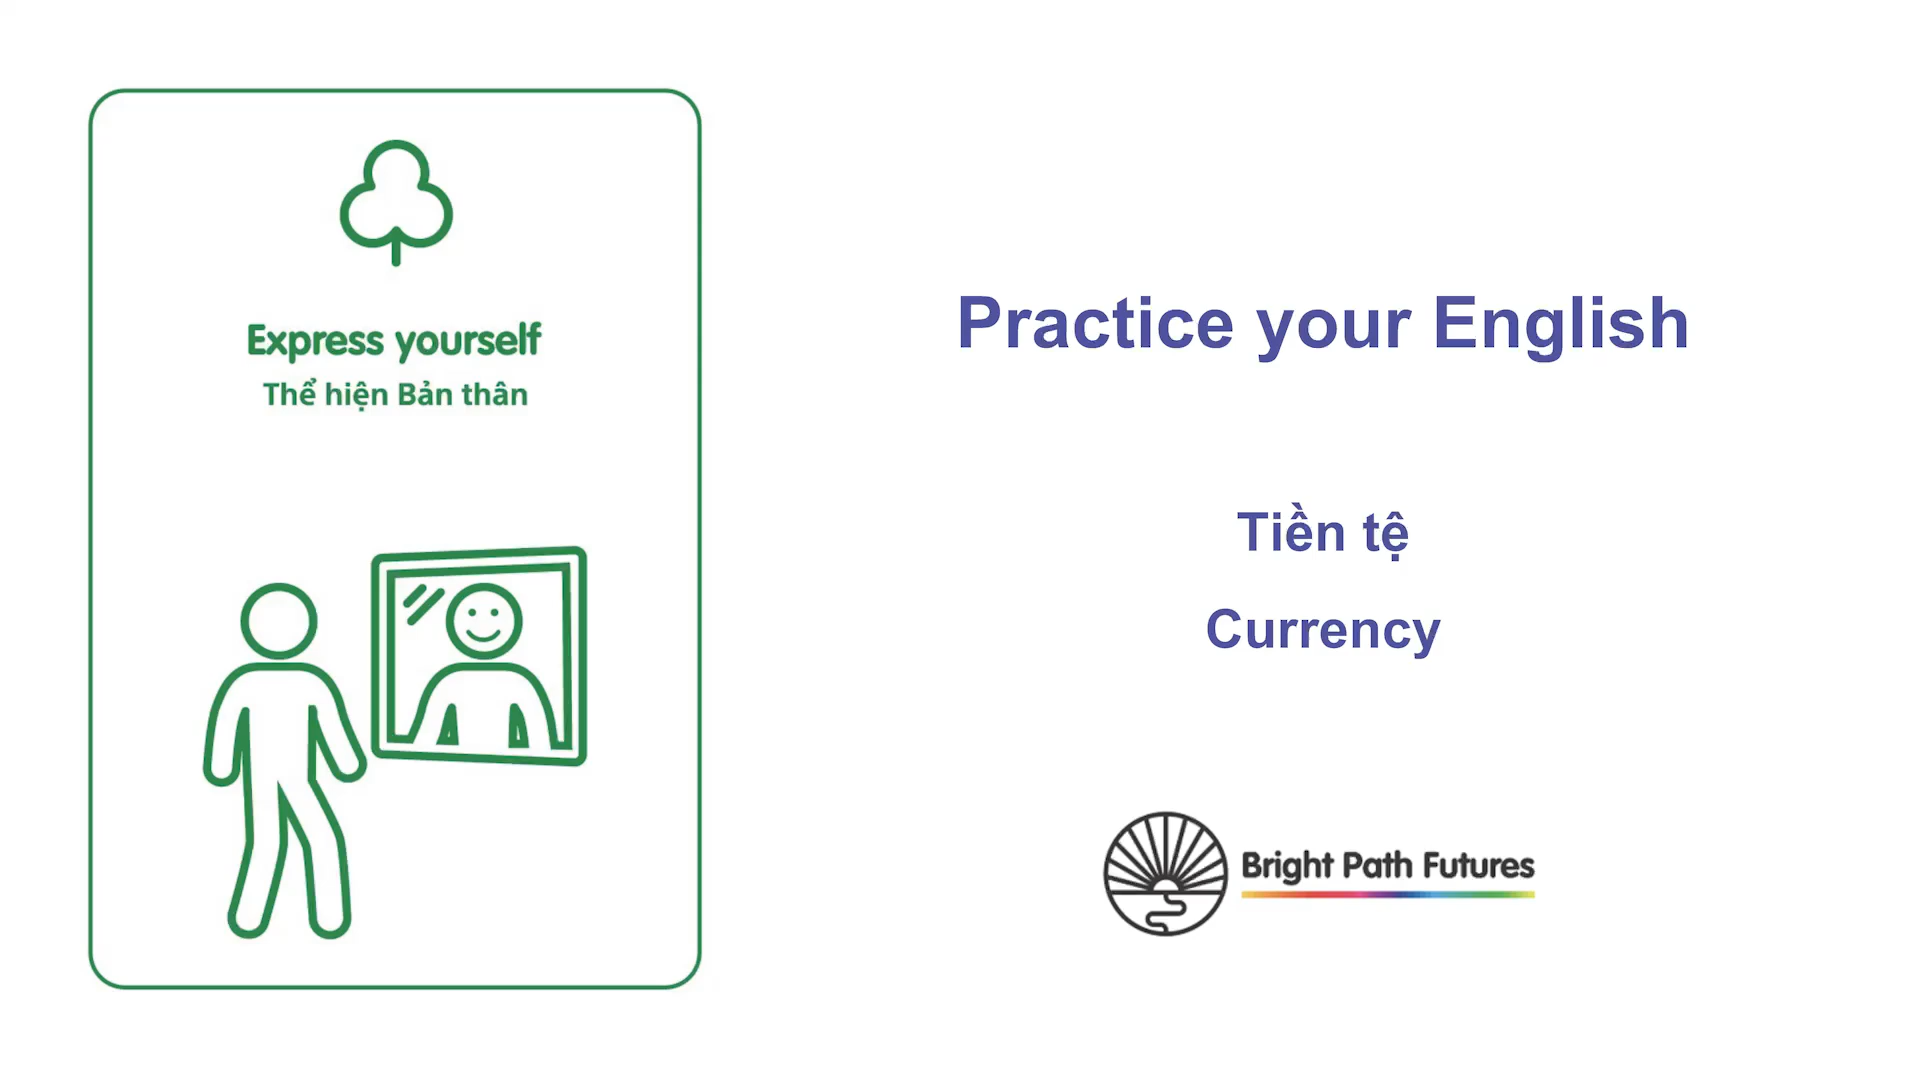 Express yourself
Thể hiện Bản thân
Practice your English
Tiền tệ
Currency
Bright Path Futures